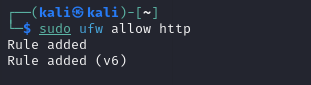 ┌──(kali㉿kali)-[~]
└─$ sudo ufw allow http
Rule added
Rule added (v6)